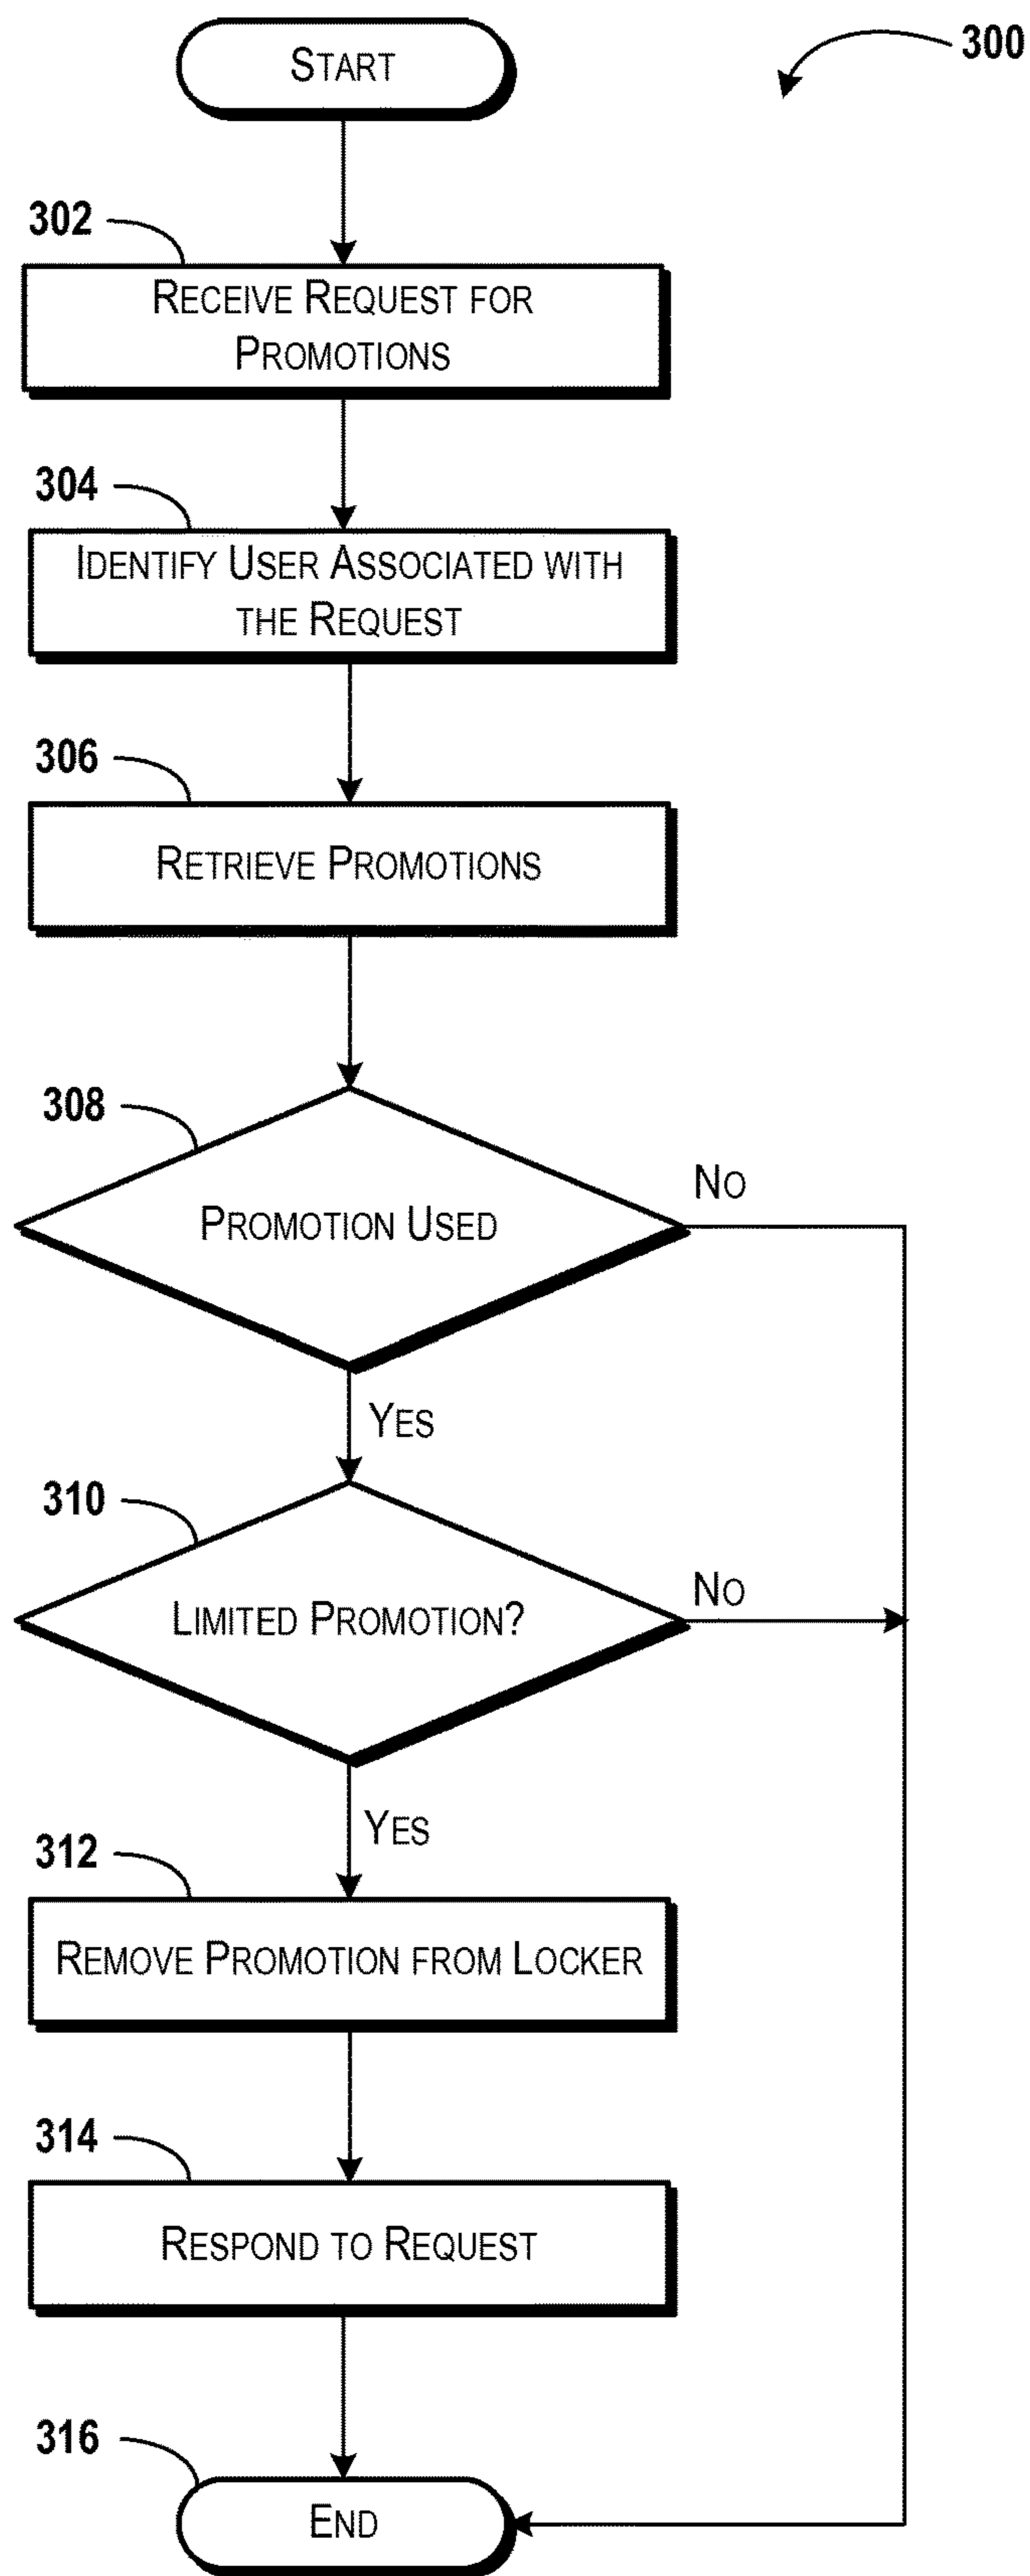 START
300
302
RECEIVE REQUEST FOR
PROMOTIONS
304
IDENTIFY USER ASSOCIATED WITH
THE REQUEST
306
RETRIEVE PROMOTIONS
308
NO
PROMOTION USED
YES
310
NO
LIMITED PROMOTION?
YES
312
REMOVE PROMOTION FROM LOCKER
314
RESPOND TO REQUEST
316
END